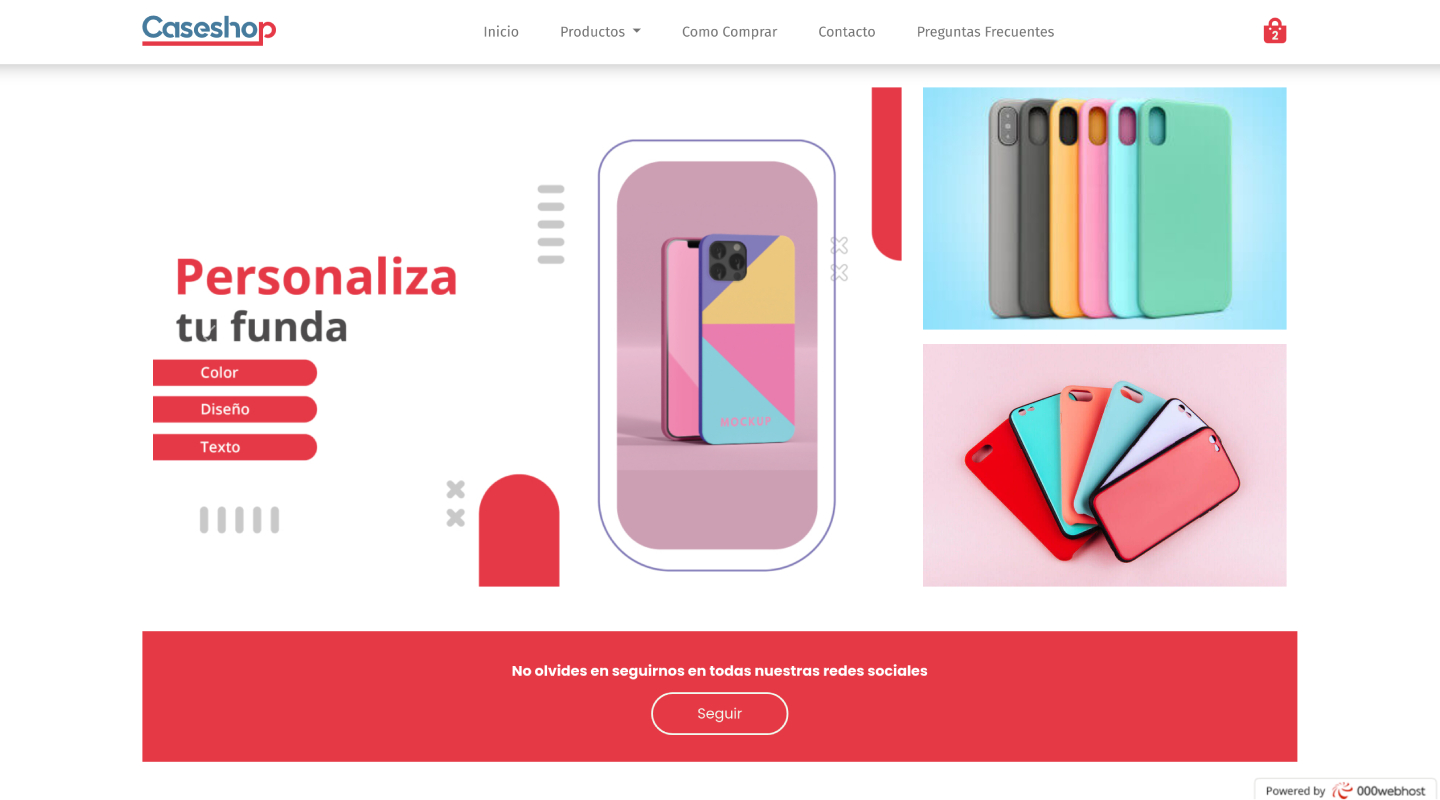 Caseshop
Inicio
Productos
Como Comprar
Contacto
Preguntas Frecuentes
2
Personaliza
tu funda
Color
Diseño
Texto
MOCKUP
No olvides en seguirnos en todas nuestras redes sociales
Seguir
Powered by 000webhost